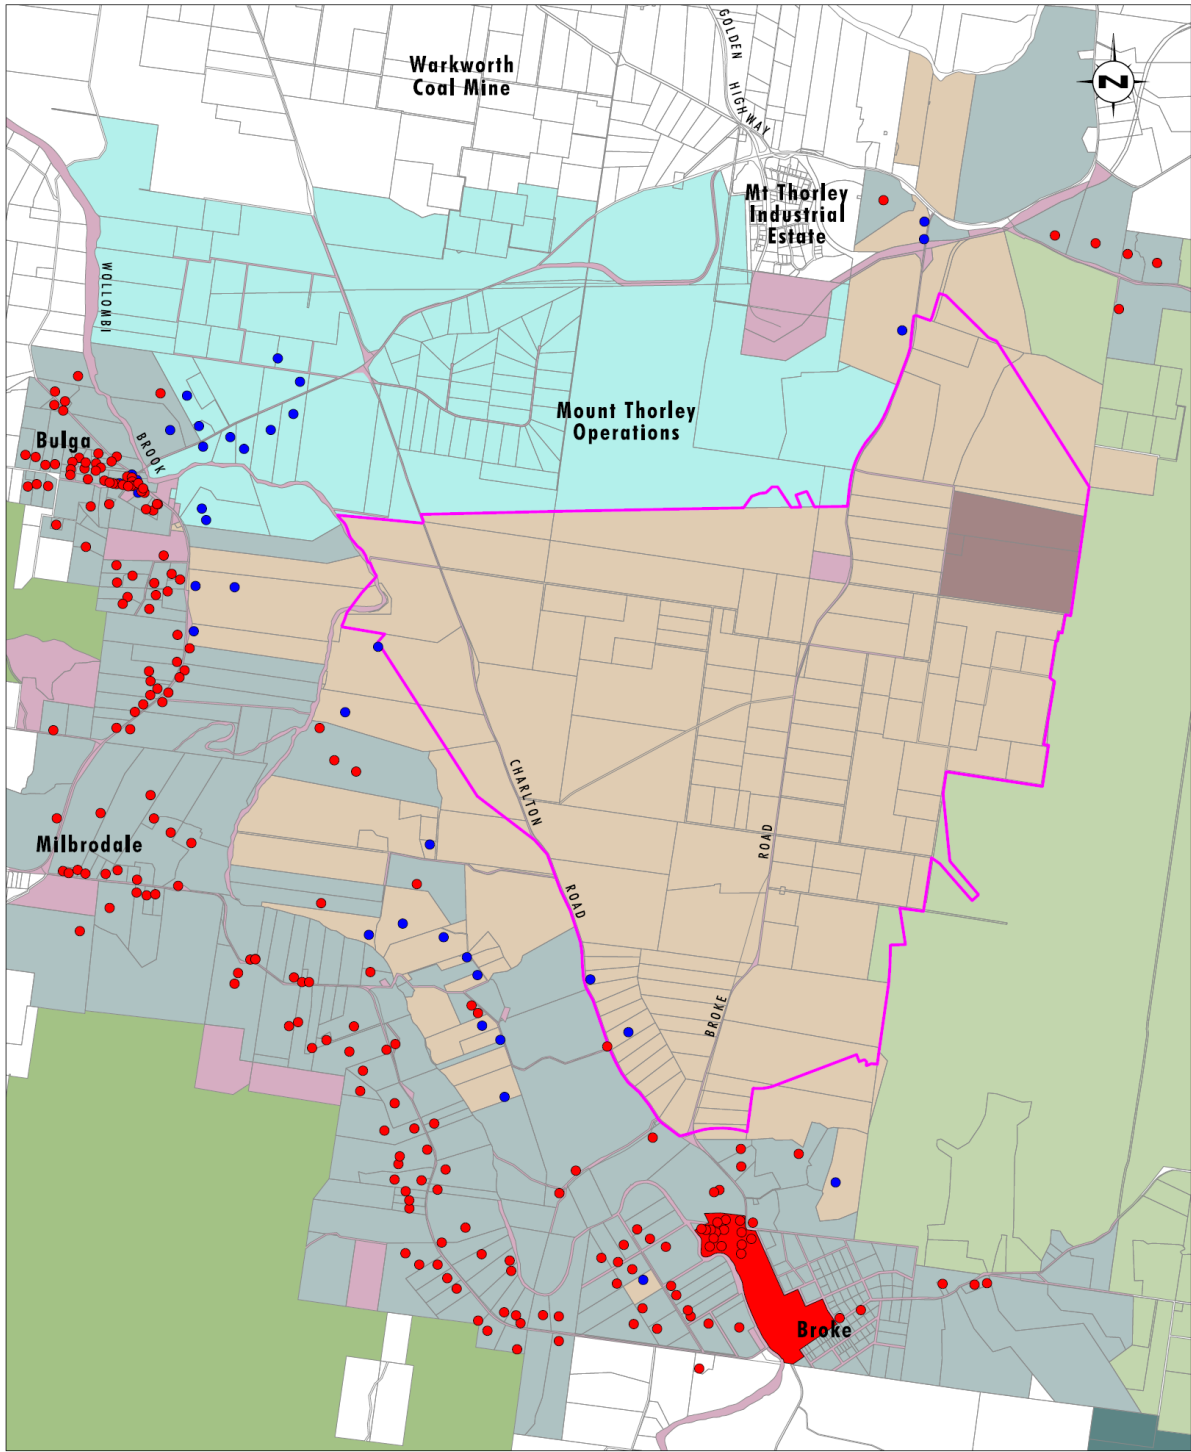 GOLDEN HIGHWAY
Warkworth
Coal Mine
N
Mt Thorley
Industrial
Estate
WOLLOMBI
BROOK
Mount Thorley
Operations
Bulga
CHARLTON
ROAD
ROAD
BROKE
Milbrodale
Broke